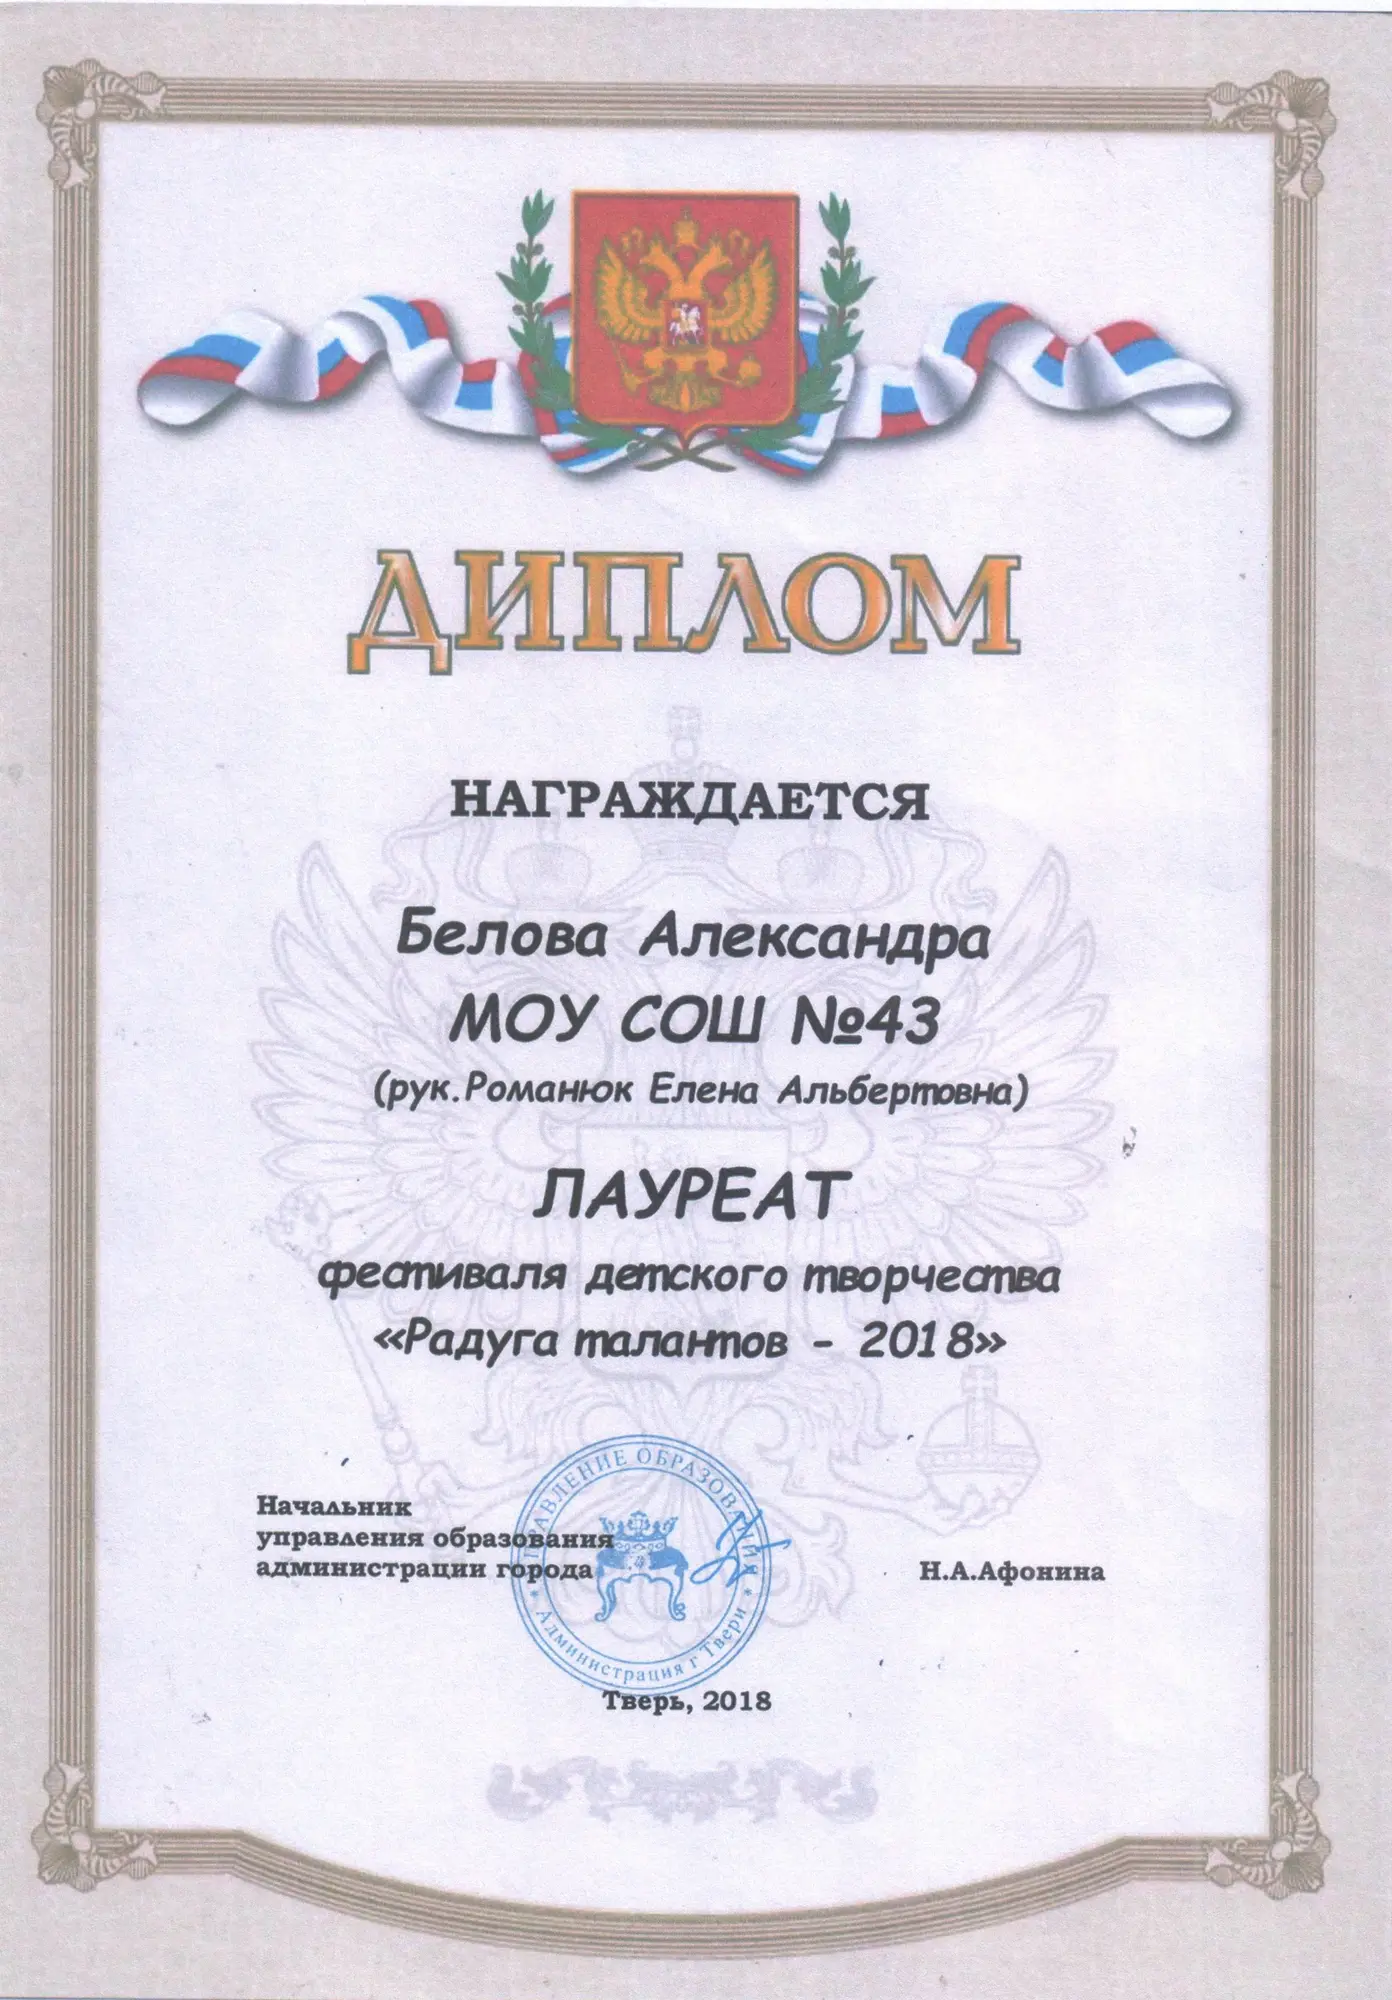 ДИПЛОМ
НАГРАЖДАЕТСЯ
Белова Александра
МОУ СОШ №43
(рук.Романюк Елена Альбертовна)
ЛАУРЕАТ
фестиваля детского творчества
«Радуга талантов - 2018»
Начальник
управления образования
администрации города
Н.А.Афонина
УПРАВЛЕНИЕ ОБРАЗОВАНИЯ
* Администрация г Твери *
Тверь, 2018